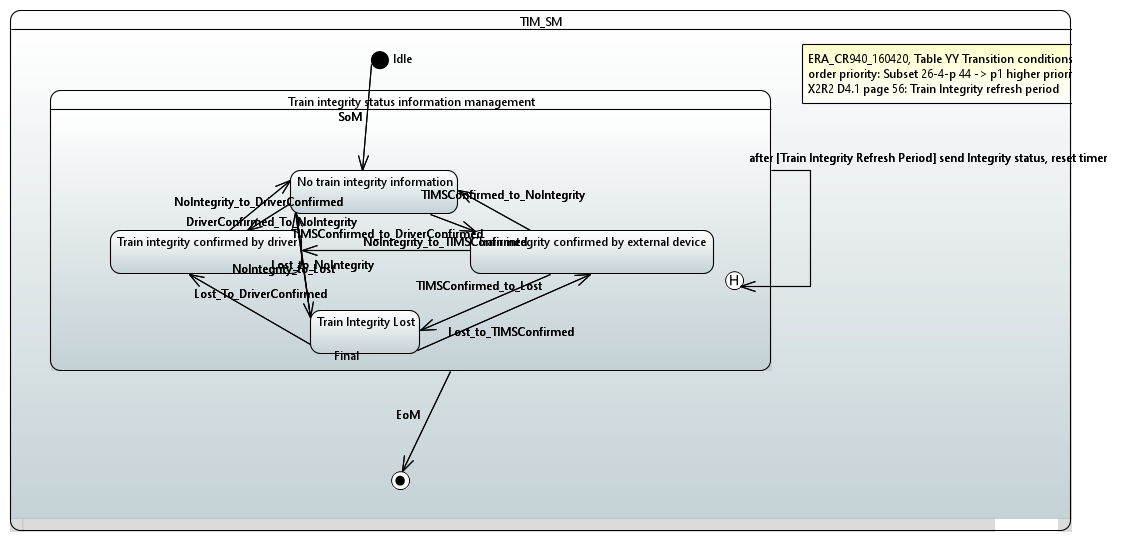 TIM_SM
Idle
ERA_CR940_160420, Table YY Transition conditions
order priority: Subset 26-4-p 44 -> p1 higher priori
X2R2 D4.1 page 56: Train Integrity refresh period
Train integrity status information management
SoM
after [Train Integrity Refresh Period] send Integrity status, reset timer
No train integrity information
TIMSConfirmed_to_NoIntegrity
NoIntegrity_to_DriverConfirmed
DriverConfirmed_To_NoIntegrity
TIMSConfirmed_to_DriverConfirmed
Train integrity confirmed by driver
NoIntegrity_to_TIMSConfirmed
integrity confirmed by external device
Lost_to_NoIntegrity
NoIntegrity_to_Lost
H
TIMSConfirmed_to_Lost
Lost_To_DriverConfirmed
Train Integrity Lost
Lost_to_TIMSConfirmed
Final
EoM